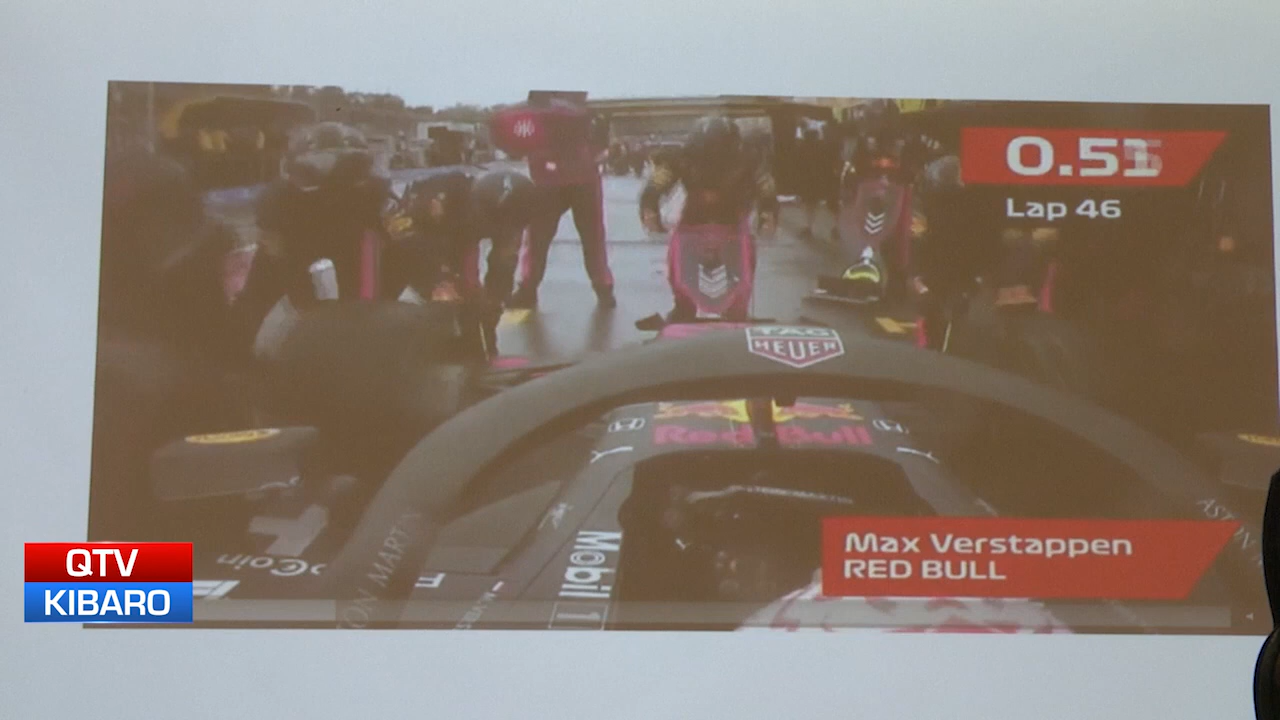 0.51
Lap 46
TAG
HEUER
Red Bull
Mobil 1
Max Verstappen
RED BULL
QTV
KIBARO